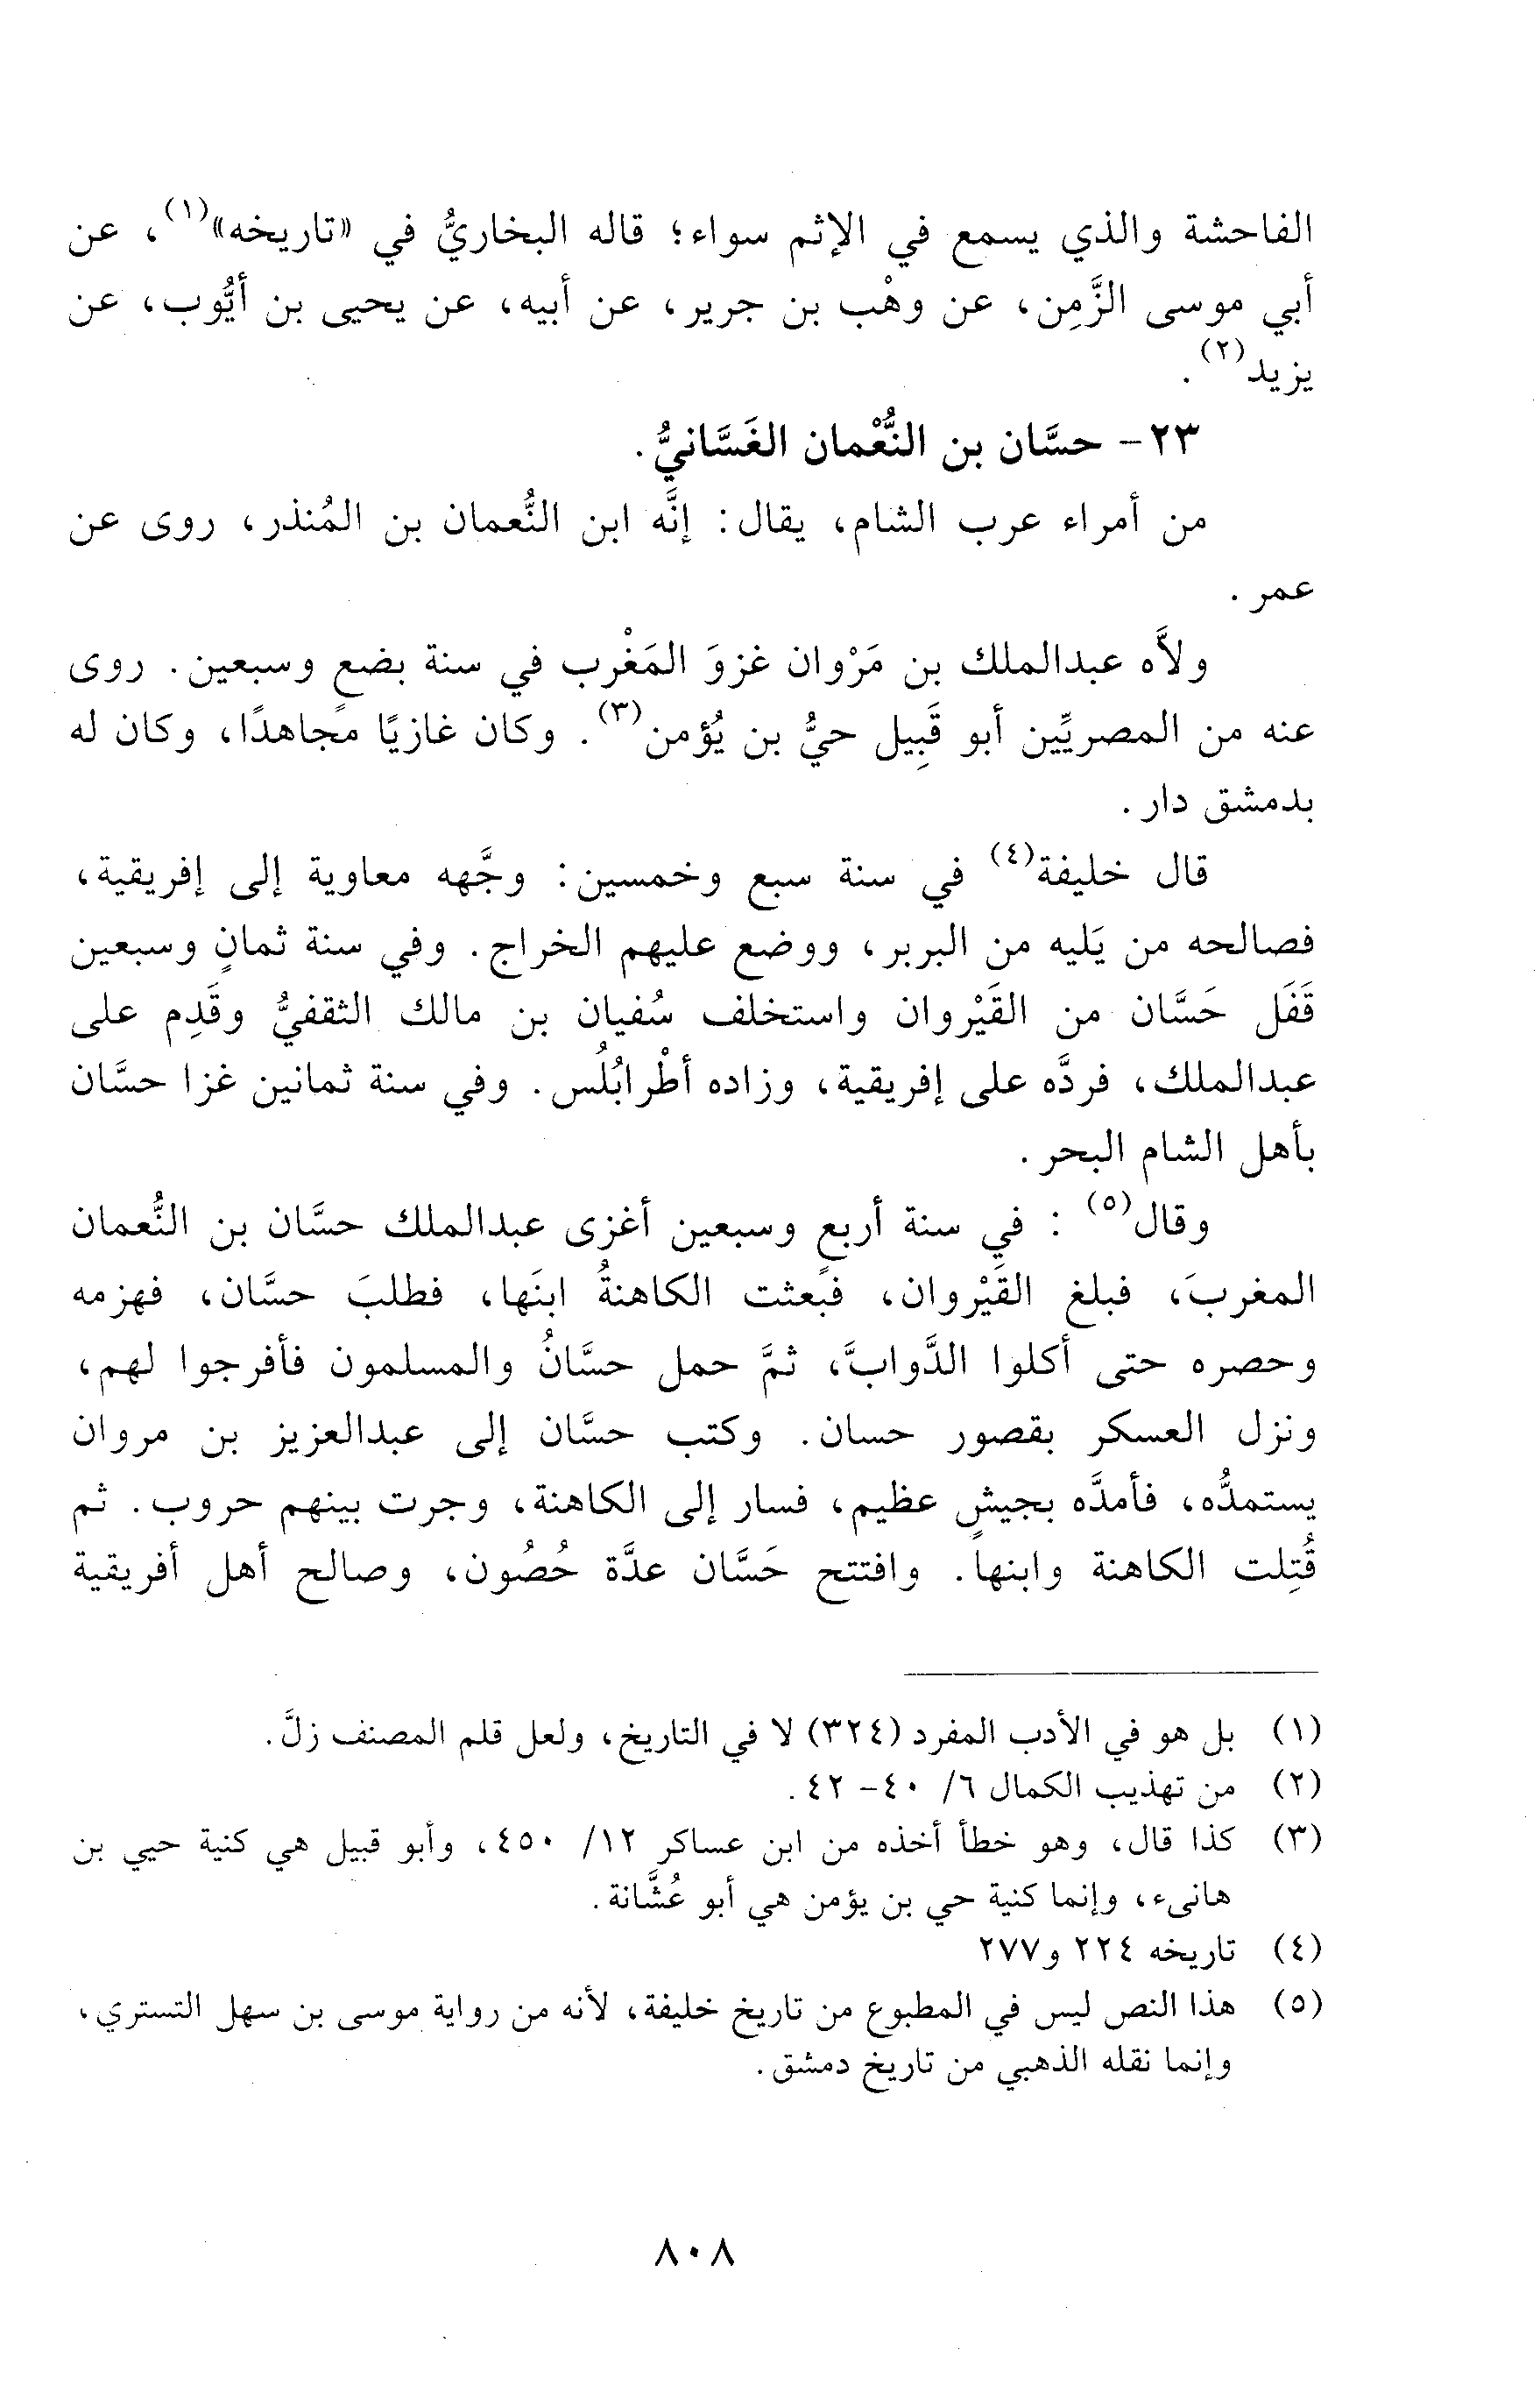 الفاحشة والذي يسمع في الإثم سواء؛ قاله البخاريُّ في «تاريخه»(١)، عن
أبي موسى الزَّمِن، عن وهْب بن جرير، عن أبيه، عن يحيى بن أيُّوب، عن
يزيد(٢).
٢٣- حسَّان بن النُّعْمان الغَسَّانيُّ.
من أمراء عرب الشام، يقال: إنَّه ابن النُّعمان بن المُنذر، روى عن
عمر.
ولاَّه عبدالملك بن مَرْوان غزوَ المَغْرب في سنة بضعٍ وسبعين. روى
عنه من المصريِّين أبو قَبِيل حيُّ بن يُؤمن(٣). وكان غازيًا مجاهدًا، وكان له
بدمشق دار.
قال خليفة(٤) في سنة سبع وخمسين: وجَّهه معاوية إلى إفريقية،
فصالحه من يَليه من البربر، ووضع عليهم الخراج. وفي سنة ثمانٍ وسبعين
قَفَل حَسَّان من القَيْروان واستخلف سُفيان بن مالك الثقفيُّ وقَدِم على
عبدالملك، فردَّه على إفريقية، وزاده أطْرابُلُس. وفي سنة ثمانين غزا حسَّان
بأهل الشام البحر.
وقال(٥): في سنة أربعٍ وسبعين أغزى عبدالملك حسَّان بن النُّعمان
المغربَ، فبلغ القَيْروان، فبَعثت الكاهنةُ ابنَها، فطلبَ حسَّان، فهزمه
وحصره حتى أكلوا الدَّوابَّ، ثمَّ حمل حسَّانُ والمسلمون فأفرجوا لهم،
ونزل العسكر بقصور حسان. وكتب حسَّان إلى عبدالعزيز بن مروان
يستمدُّه، فأمدَّه بجيشٍ عظيم، فسار إلى الكاهنة، وجرت بينهم حروب. ثم
قُتِلت الكاهنة وابنها. وافتتح حَسَّان عدَّة حُصُون، وصالح أهل أفريقية
(١) بل هو في الأدب المفرد (٣٢٤) لا في التاريخ، ولعل قلم المصنف زلَّ.
(٢) من تهذيب الكمال ٦/ ٤٠- ٤٢.
(٣) كذا قال، وهو خطأ أخذه من ابن عساكر ١٢/ ٤٥٠، وأبو قبيل هي كنية حيي بن
هانىء، وإنما كنية حي بن يؤمن هي أبو عُشَّانة.
(٤) تاريخه ٢٢٤ و٢٧٧
(٥) هذا النص ليس في المطبوع من تاريخ خليفة، لأنه من رواية موسى بن سهل التستري،
وإنما نقله الذهبي من تاريخ دمشق.
٨٠٨